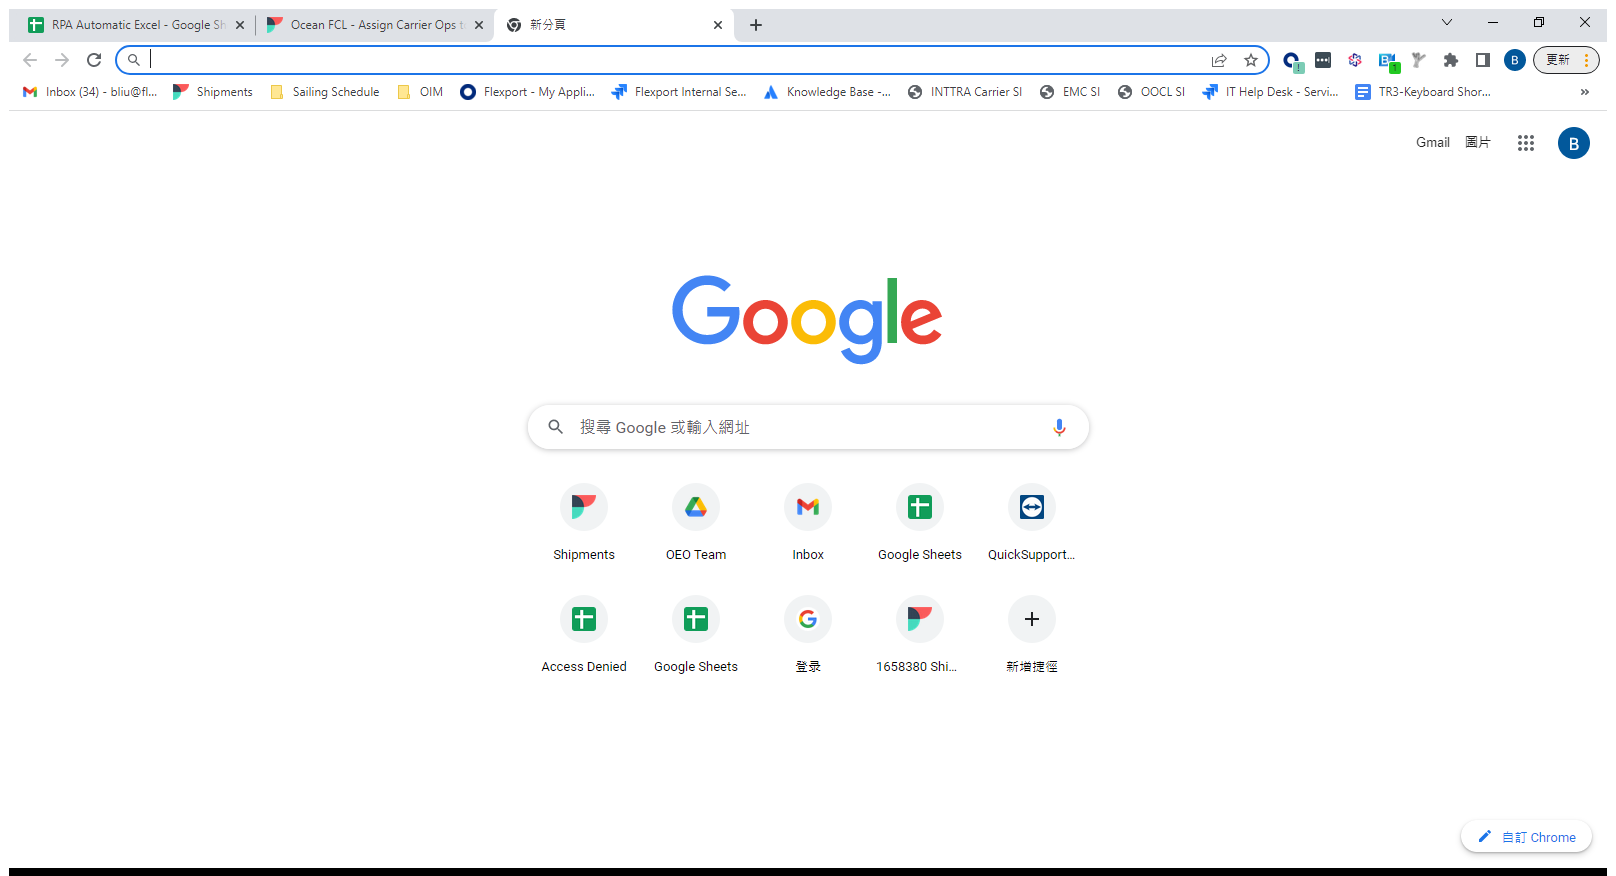 RPA Automatic Excel - Google Sh
Ocean FCL - Assign Carrier Ops to
新分頁
B
更新
Inbox (34) - bliu@fl...
Shipments
Sailing Schedule
OIM
Flexport - My Appli...
Flexport Internal Se...
Knowledge Base -...
INTTRA Carrier SI
EMC SI
OOCL SI
IT Help Desk - Servi...
TR3-Keyboard Shor...
»
Gmail
圖片
B
Google
搜尋 Google 或輸入網址
Shipments
OEO Team
Inbox
Google Sheets
QuickSupport...
Access Denied
Google Sheets
登录
1658380 Shi...
新增捷徑
自訂 Chrome